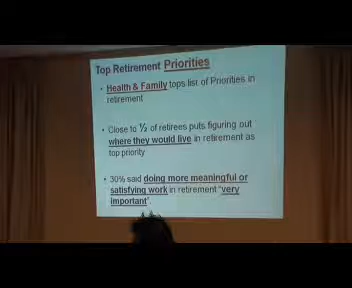 Top Retirement Priorities
• Health & Family tops list of Priorities in
retirement
• Close to ½ of retirees puts figuring out
where they would live in retirement as
top priority
• 30% said doing more meaningful or
satisfying work in retirement "very
important".